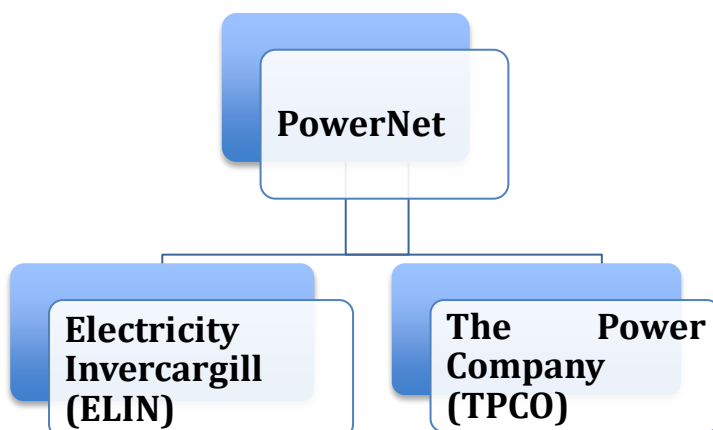 PowerNet
Electricity
Invercargill
(ELIN)
The Power
Company
(TPCO)